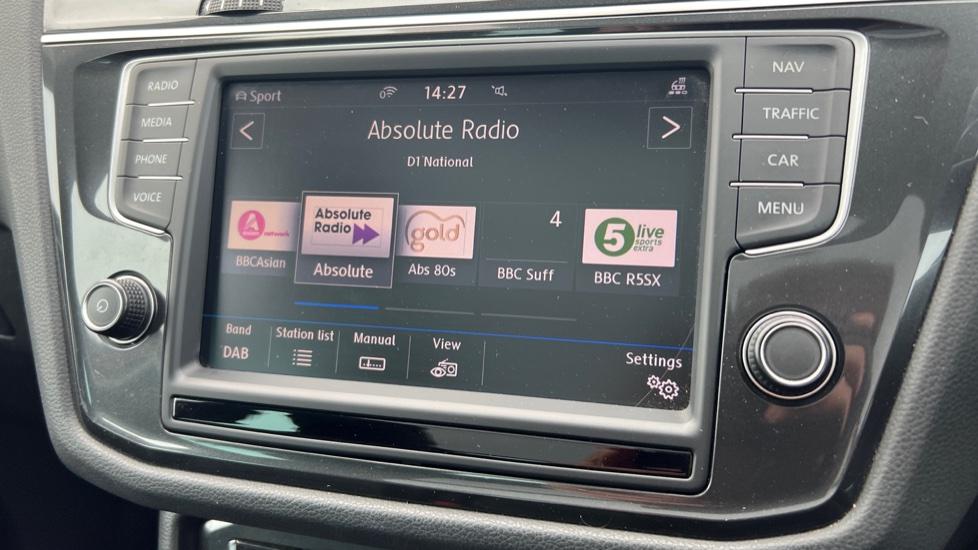 Sport
14:27
RADIO
MEDIA
PHONE
VOICE
NAV
TRAFFIC
CAR
MENU
Absolute Radio
D1 National
network
BBCAsian
Absolute
Radio
Absolute
gold
Abs 80s
4
BBC Suff
5 live
sports
extra
BBC R5SX
Band
DAB
Station list
Manual
View
Settings